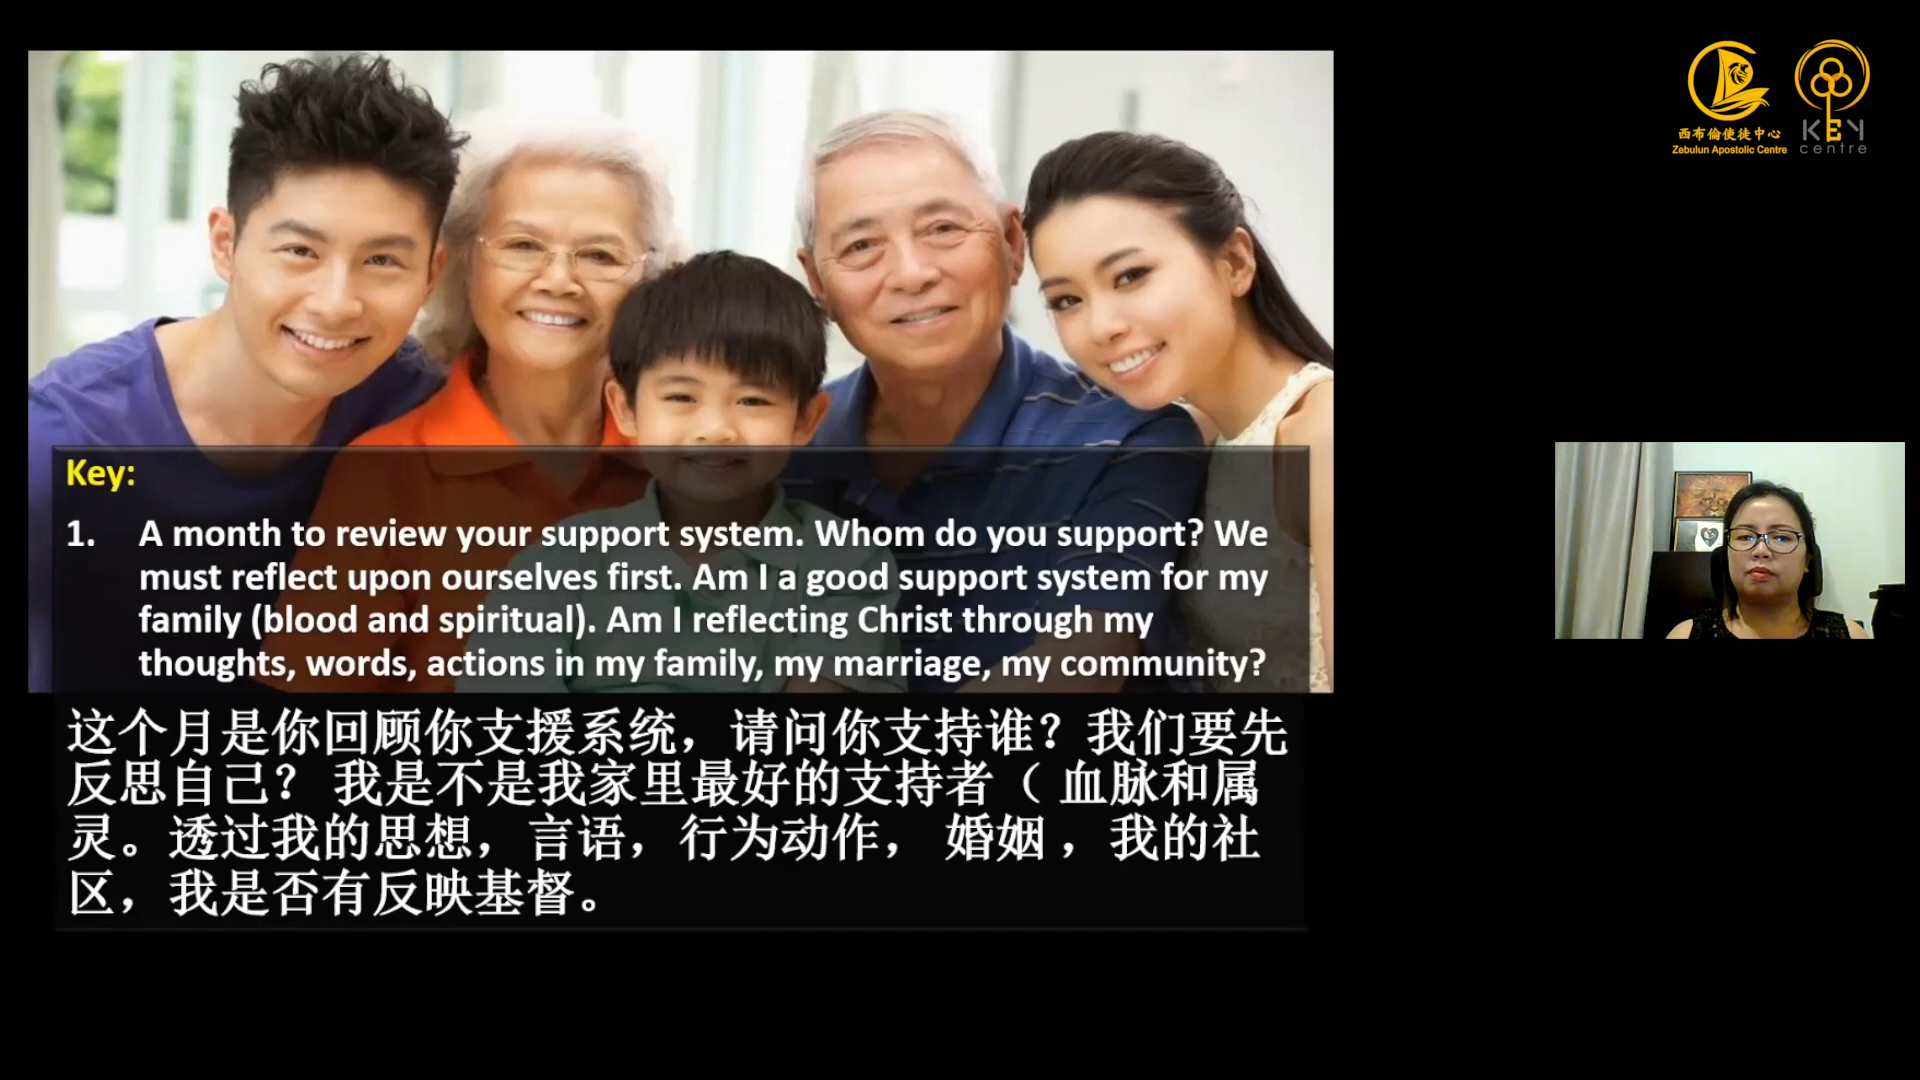 西布倫使徒中心
Zebulun Apostolic Centre
KEY
centre
Key:
1. A month to review your support system. Whom do you support? We
must reflect upon ourselves first. Am I a good support system for my
family (blood and spiritual). Am I reflecting Christ through my
thoughts, words, actions in my family, my marriage, my community?
这个月是你回顾你支援系统，请问你支持谁？我们要先
反思自己？ 我是不是我家里最好的支持者（ 血脉和属
灵。透过我的思想，言语，行为动作， 婚姻 ，我的社
区，我是否有反映基督。